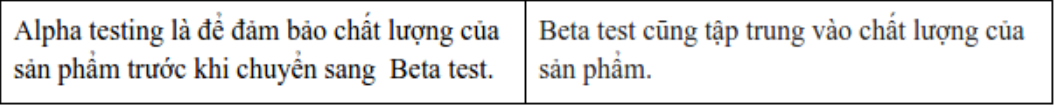 Alpha testing là để đảm bảo chất lượng của
sản phẩm trước khi chuyển sang Beta test.
Beta test cũng tập trung vào chất lượng của
sản phẩm.